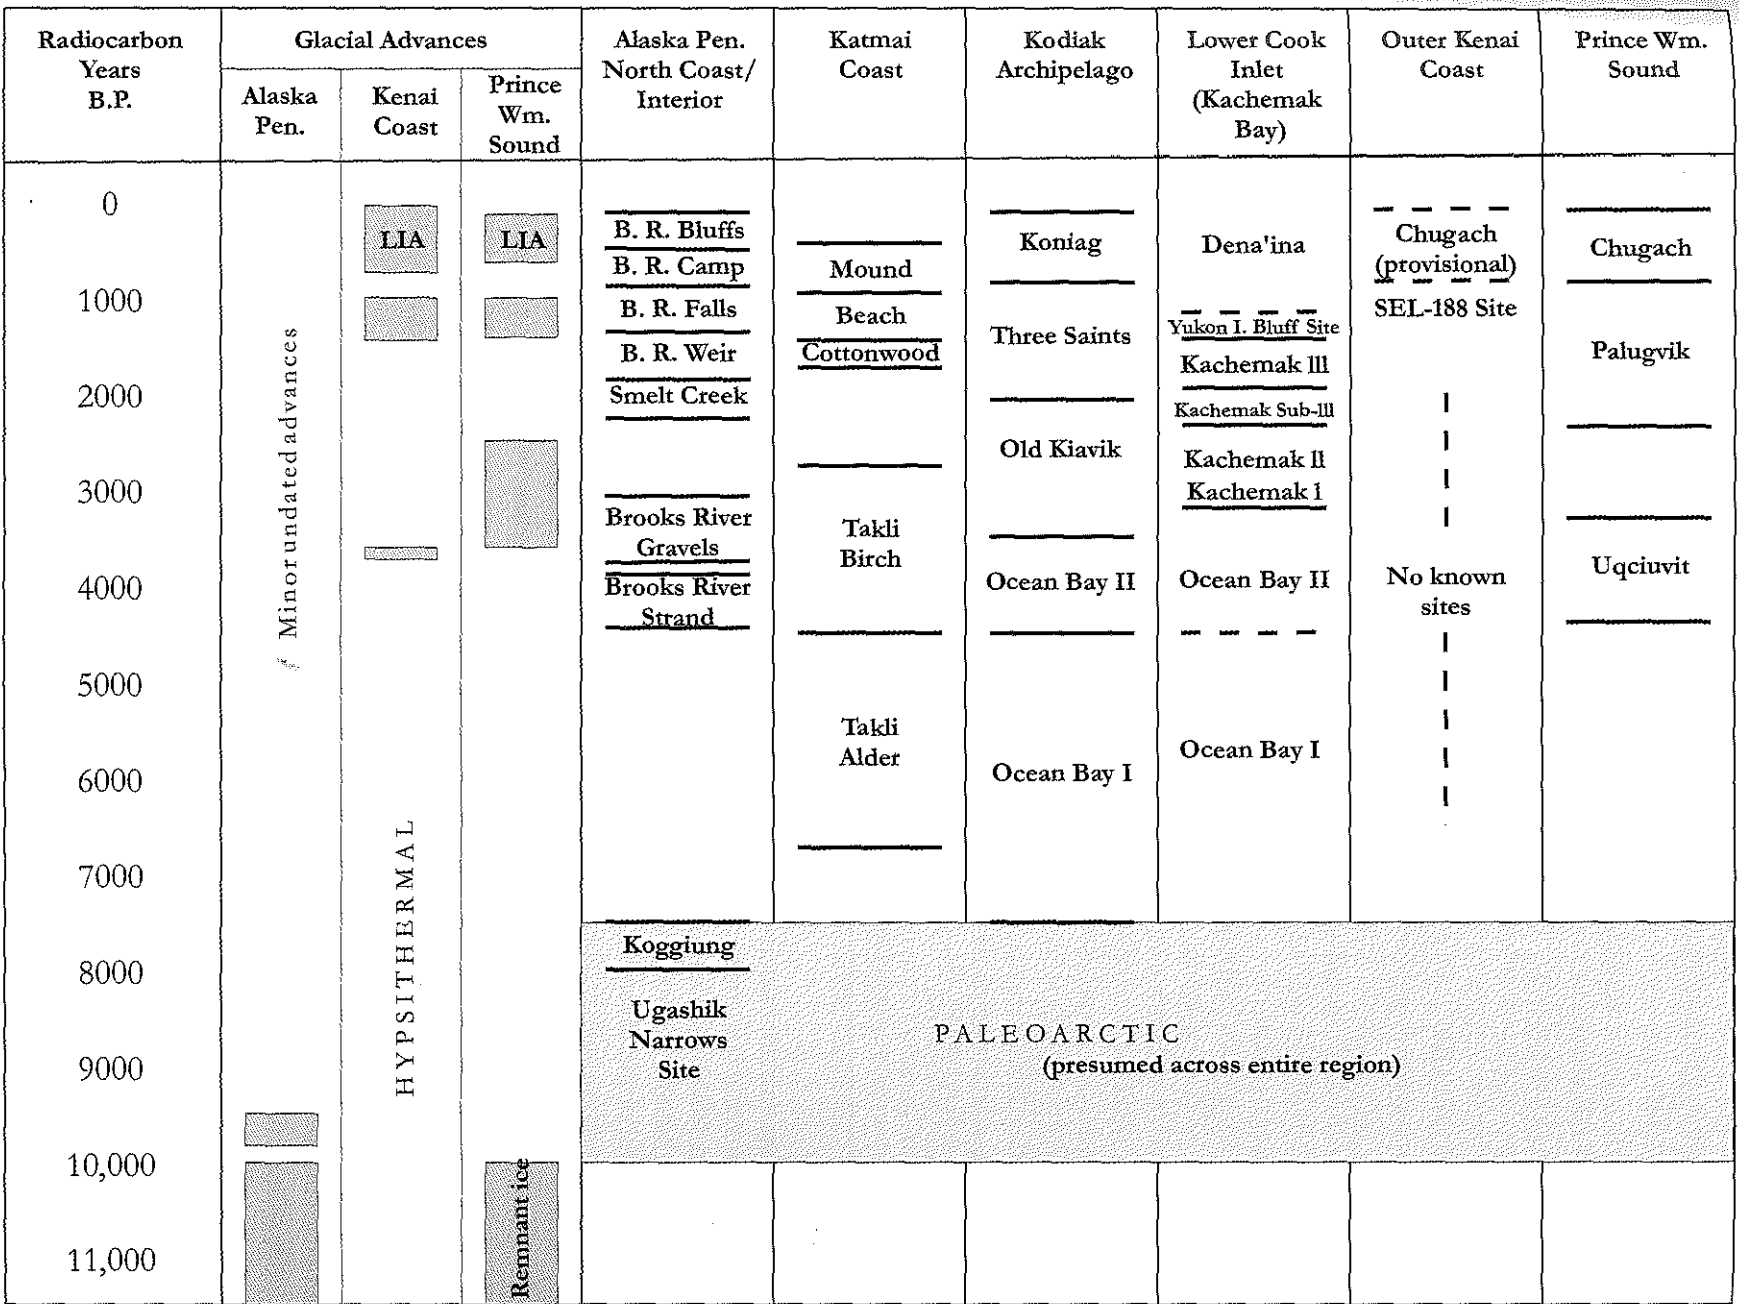 Radiocarbon
Years
B.P.
Glacial Advances
Alaska
Pen.
Kenai
Coast
Prince
Wm.
Sound
Alaska Pen.
North Coast/
Interior
Katmai
Coast
Kodiak
Archipelago
Lower Cook
Inlet
(Kachemak
Bay)
Outer Kenai
Coast
Prince Wm.
Sound
0
1000
2000
3000
4000
5000
6000
7000
8000
9000
10,000
11,000
Minor undated advances
LIA
HYPSITHERMAL
LIA
Remnant ice
B. R. Bluffs
B. R. Camp
B. R. Falls
B. R. Weir
Smelt Creek
Brooks River
Gravels
Brooks River
Strand
Koggiung
Ugashik
Narrows
Site
Mound
Beach
Cottonwood
Takli
Birch
Takli
Alder
Koniag
Three Saints
Old Kiavik
Ocean Bay II
Ocean Bay I
Dena'ina
Yukon I. Bluff Site
Kachemak III
Kachemak Sub-III
Kachemak II
Kachemak I
Ocean Bay II
Ocean Bay I
Chugach
(provisional)
SEL-188 Site
No known
sites
Chugach
Palugvik
Uqciuvit
PALEOARCTIC
(presumed across entire region)